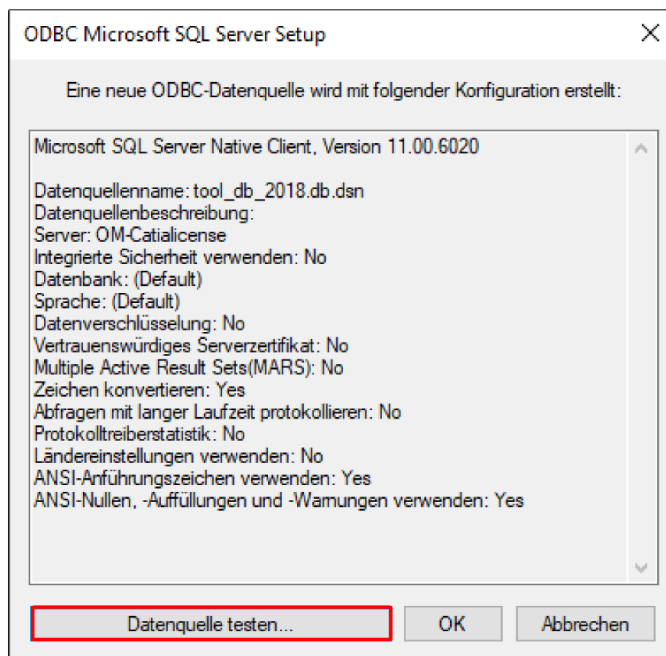 ODBC Microsoft SQL Server Setup
Eine neue ODBC-Datenquelle wird mit folgender Konfiguration erstellt:
Microsoft SQL Server Native Client, Version 11.00.6020
Datenquellenname: tool_db_2018.db.dsn
Datenquellenbeschreibung:
Server: OM-Catialicense
Integrierte Sicherheit verwenden: No
Datenbank: (Default)
Sprache: (Default)
Datenverschlüsselung: No
Vertrauenswürdiges Serverzertifikat: No
Multiple Active Result Sets(MARS): No
Zeichen konvertieren: Yes
Abfragen mit langer Laufzeit protokollieren: No
Protokolltreiberstatistik: No
Ländereinstellungen verwenden: No
ANSI-Anführungszeichen verwenden: Yes
ANSI-Nullen, -Auffüllungen und -Warnungen verwenden: Yes
Datenquelle testen...
OK
Abbrechen